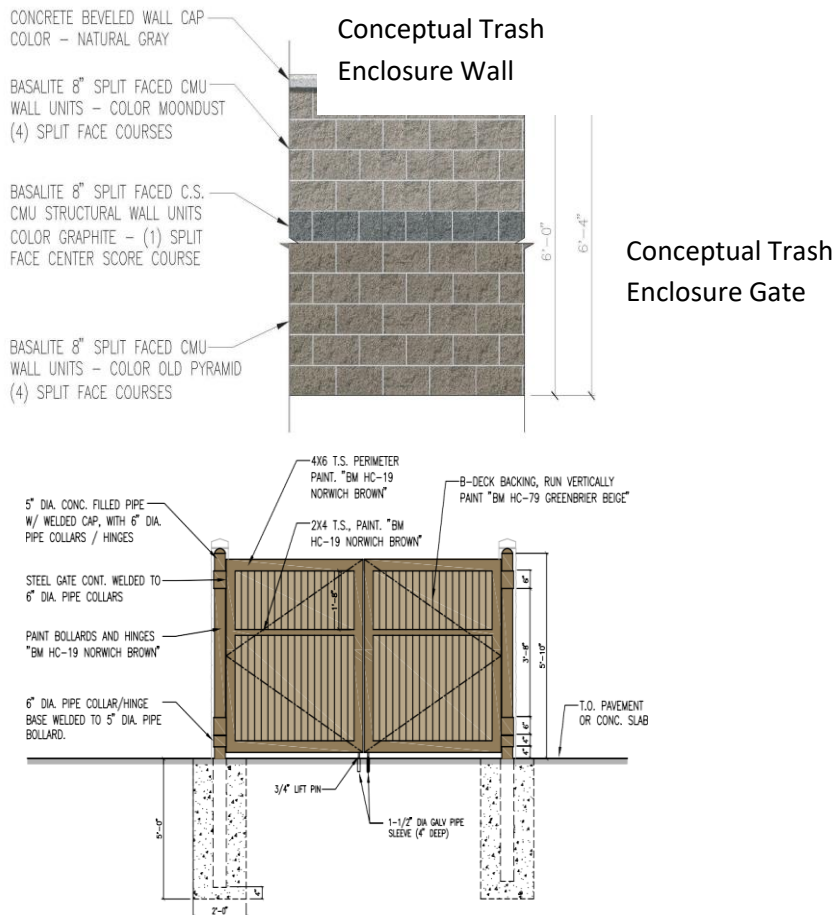 CONCRETE BEVELED WALL CAP
COLOR – NATURAL GRAY
BASALITE 8" SPLIT FACED CMU
WALL UNITS – COLOR MOONDUST
(4) SPLIT FACE COURSES
BASALITE 8" SPLIT FACED C.S.
CMU STRUCTURAL WALL UNITS
COLOR GRAPHITE – (1) SPLIT
FACE CENTER SCORE COURSE
BASALITE 8" SPLIT FACED CMU
WALL UNITS – COLOR OLD PYRAMID
(4) SPLIT FACE COURSES
Conceptual Trash
Enclosure Wall
6'-0"
6'-4"
Conceptual Trash
Enclosure Gate
4X6 T.S. PERIMETER
PAINT. "BM HC-19
NORWICH BROWN"
2X4 T.S., PAINT. "BM
HC-19 NORWICH BROWN"
B-DECK BACKING, RUN VERTICALLY
PAINT "BM HC-79 GREENBRIER BEIGE"
5" DIA. CONC. FILLED PIPE
W/ WELDED CAP, WITH 6" DIA.
PIPE COLLARS / HINGES
STEEL GATE CONT. WELDED TO
6" DIA. PIPE COLLARS
PAINT BOLLARDS AND HINGES
"BM HC-19 NORWICH BROWN"
6" DIA. PIPE COLLAR/HINGE
BASE WELDED TO 5" DIA. PIPE
BOLLARD.
1'-8"
6"
3'-8"
5'-10"
6"
4"
4"
T.O. PAVEMENT
OR CONC. SLAB
3/4" LIFT PIN
1-1/2" DIA GALV PIPE
SLEEVE (4" DEEP)
5'-0"
4"
2'-0"